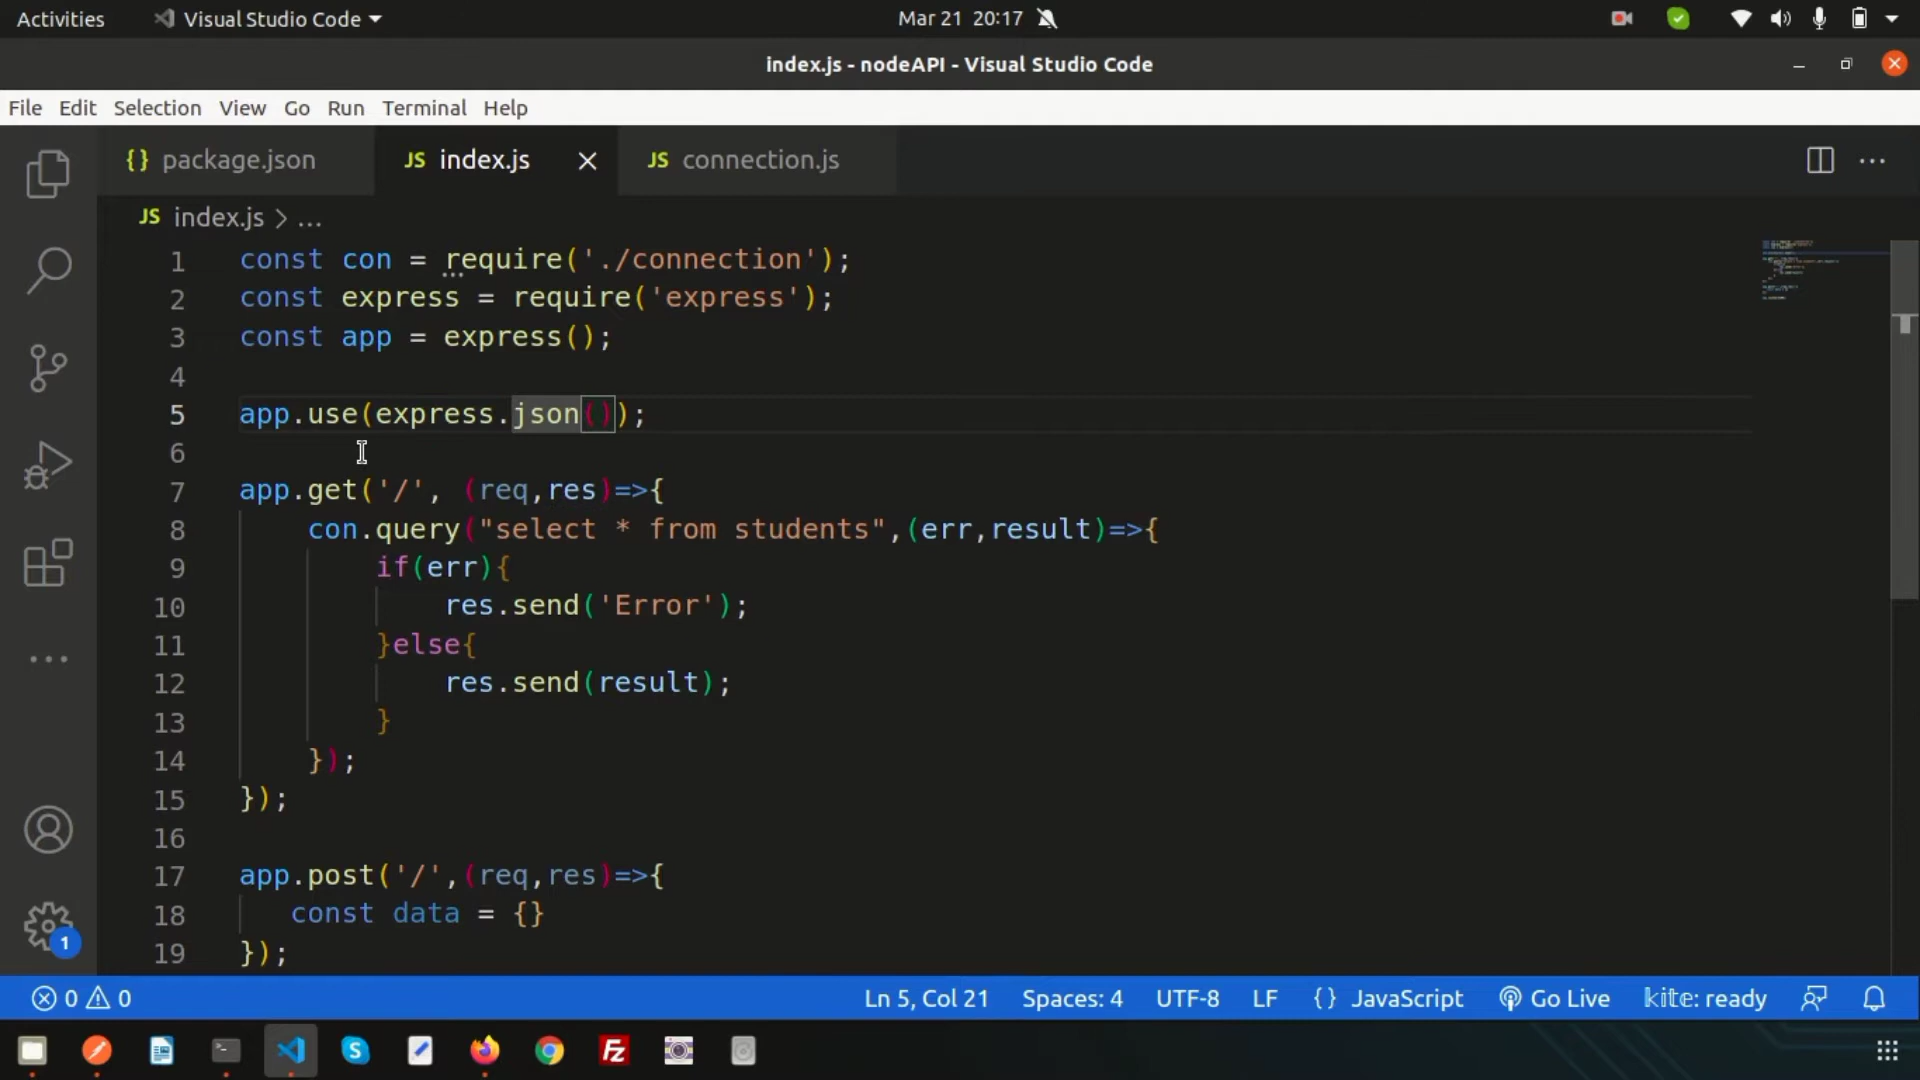 Activities Visual Studio Code Mar 21 20:17
index.js - nodeAPI - Visual Studio Code
File Edit Selection View Go Run Terminal Help
{} package.json JS index.js JS connection.js
JS index.js > ...
1 const con = require('./connection');
2 const express = require('express');
3 const app = express();
4
5 app.use(express.json());
6
7 app.get('/', (req,res)=>{
8 con.query("select * from students",(err,result)=>{
9 if(err){
10 res.send('Error');
11 }else{
12 res.send(result);
13 }
14 });
15 });
16
17 app.post('/',(req,res)=>{
18 const data = {}
19 });
1
0 0 Ln 5, Col 21 Spaces: 4 UTF-8 LF {} JavaScript Go Live kite: ready
S Fz